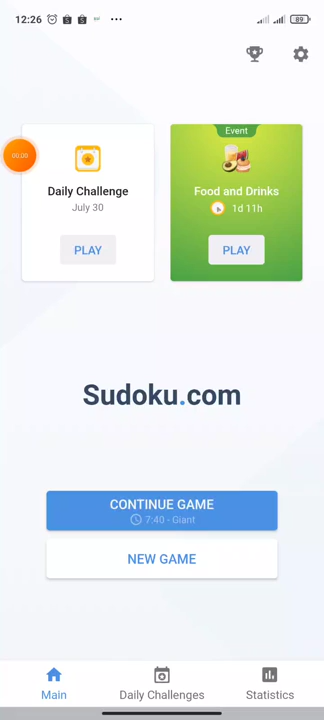 12:26
89
00:06
Event
Daily Challenge
July 30
PLAY
Food and Drinks
1d 11h
PLAY
Sudoku.com
CONTINUE GAME
7:40 - Giant
NEW GAME
Main
Daily Challenges
Statistics